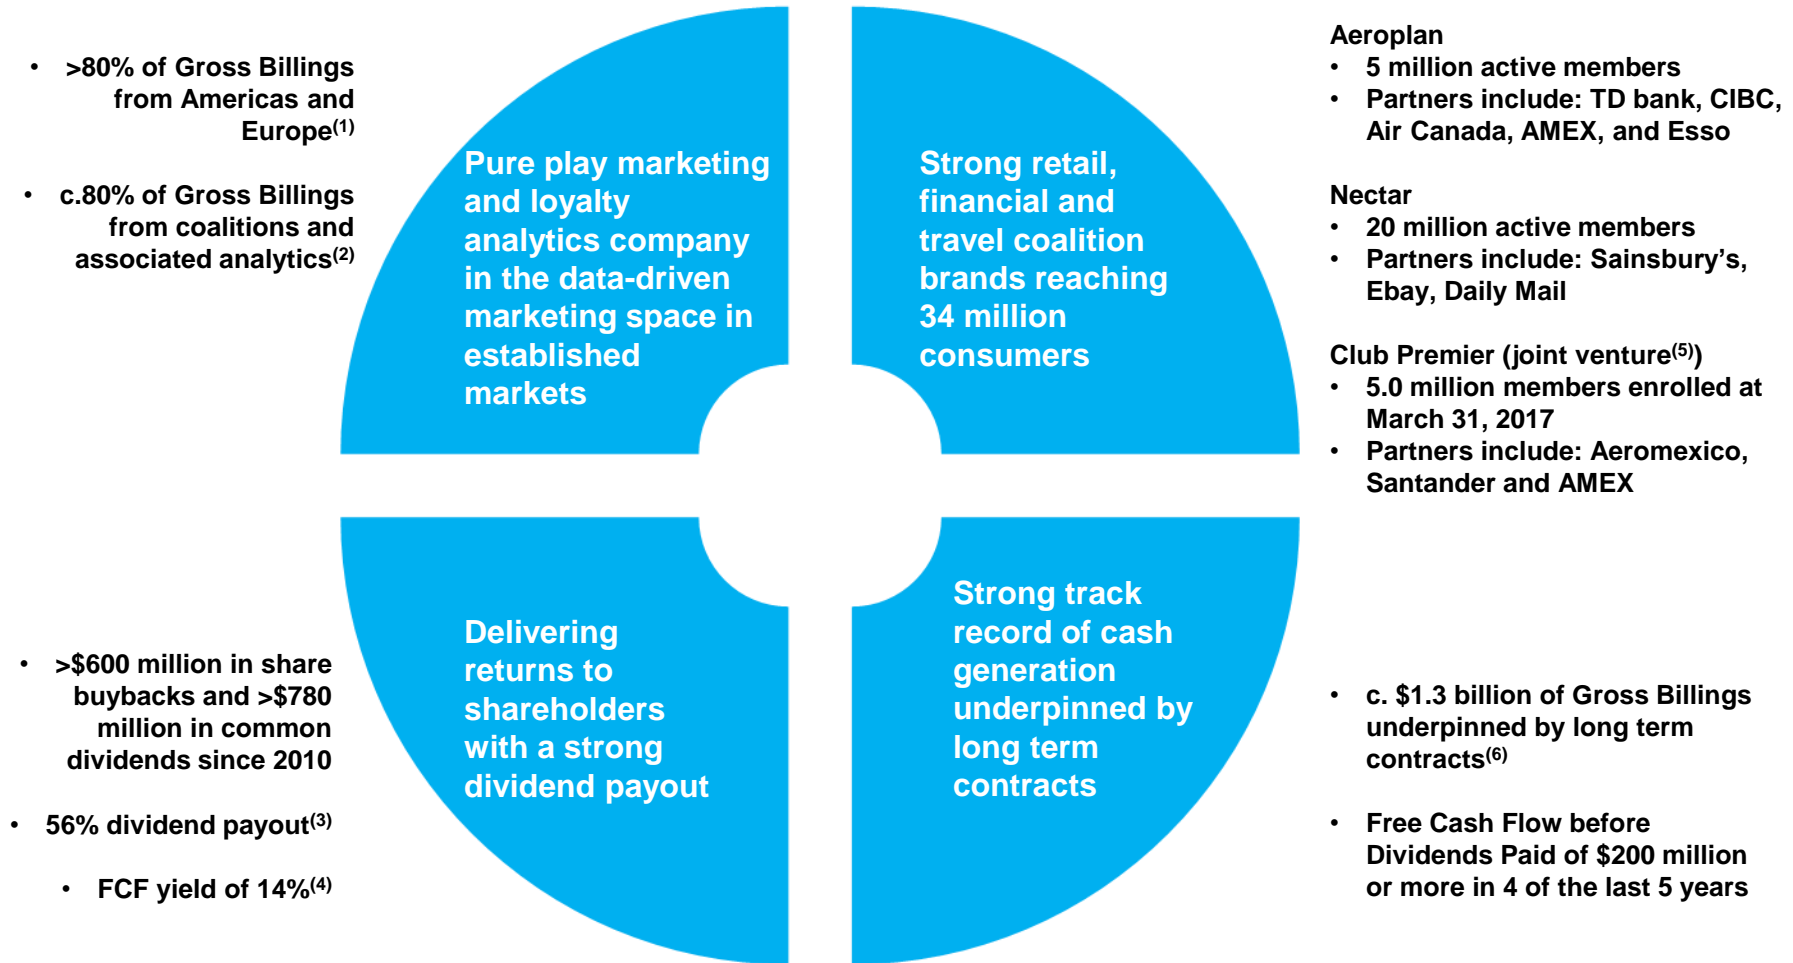 • >80% of Gross Billings
from Americas and
Europe(1)
• c.80% of Gross Billings
from coalitions and
associated analytics(2)
Pure play marketing
and loyalty
analytics company
in the data-driven
marketing space in
established
markets
Strong retail,
financial and
travel coalition
brands reaching
34 million
consumers
Aeroplan
• 5 million active members
• Partners include: TD bank, CIBC,
Air Canada, AMEX, and Esso
Nectar
• 20 million active members
• Partners include: Sainsbury’s,
Ebay, Daily Mail
Club Premier (joint venture(5))
• 5.0 million members enrolled at
March 31, 2017
• Partners include: Aeromexico,
Santander and AMEX
• >$600 million in share
buybacks and >$780
million in common
dividends since 2010
• 56% dividend payout(3)
• FCF yield of 14%(4)
Delivering
returns to
shareholders
with a strong
dividend payout
Strong track
record of cash
generation
underpinned by
long term
contracts
• c. $1.3 billion of Gross Billings
underpinned by long term
contracts(6)
• Free Cash Flow before
Dividends Paid of $200 million
or more in 4 of the last 5 years